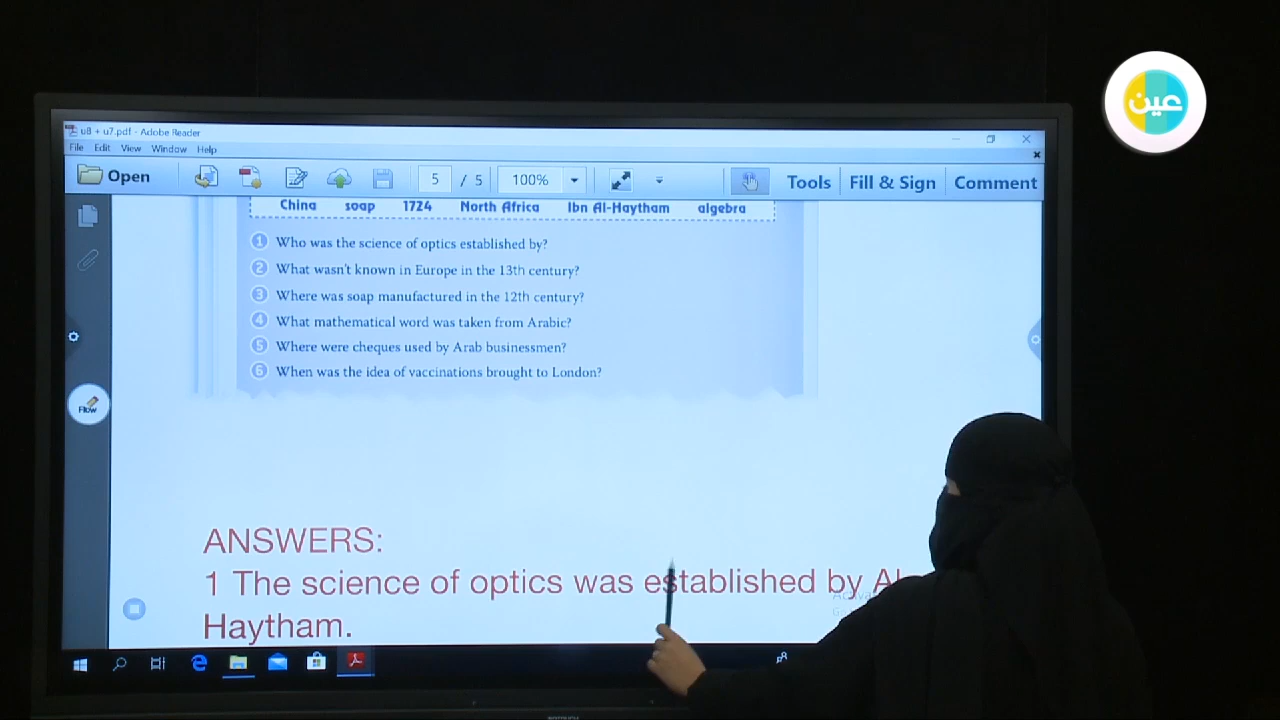 عين
u8 + u7.pdf - Adobe Reader
File Edit View Window Help
Open 5 / 5 100% Tools Fill & Sign Comment
China soap 1724 North Africa Ibn Al-Haytham algebra
1 Who was the science of optics established by?
2 What wasn't known in Europe in the 13th century?
3 Where was soap manufactured in the 12th century?
4 What mathematical word was taken from Arabic?
5 Where were cheques used by Arab businessmen?
6 When was the idea of vaccinations brought to London?
Flow
ANSWERS:
1 The science of optics was established by
Haytham.